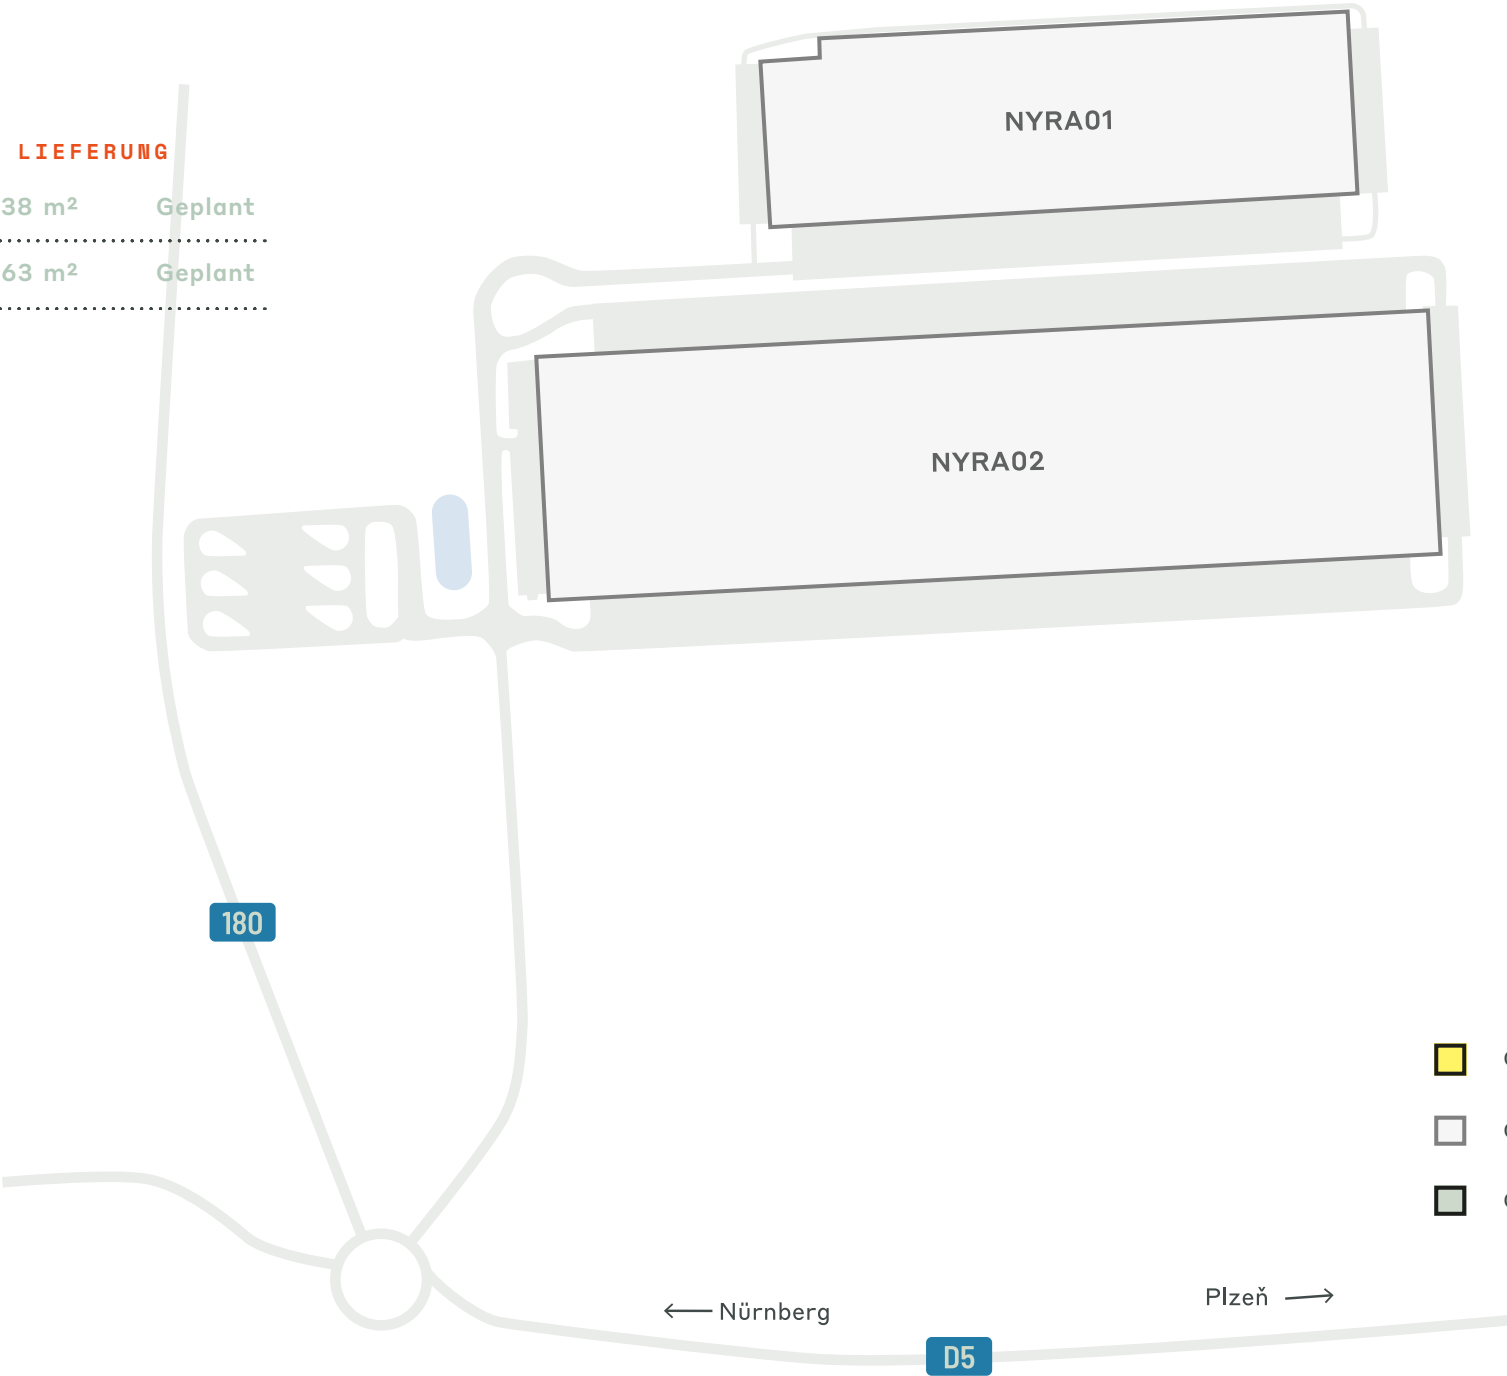 NYRA01
LIEFERUNG
38 m² Geplant
63 m² Geplant
NYRA02
180
Plzeň
Nürnberg
D5